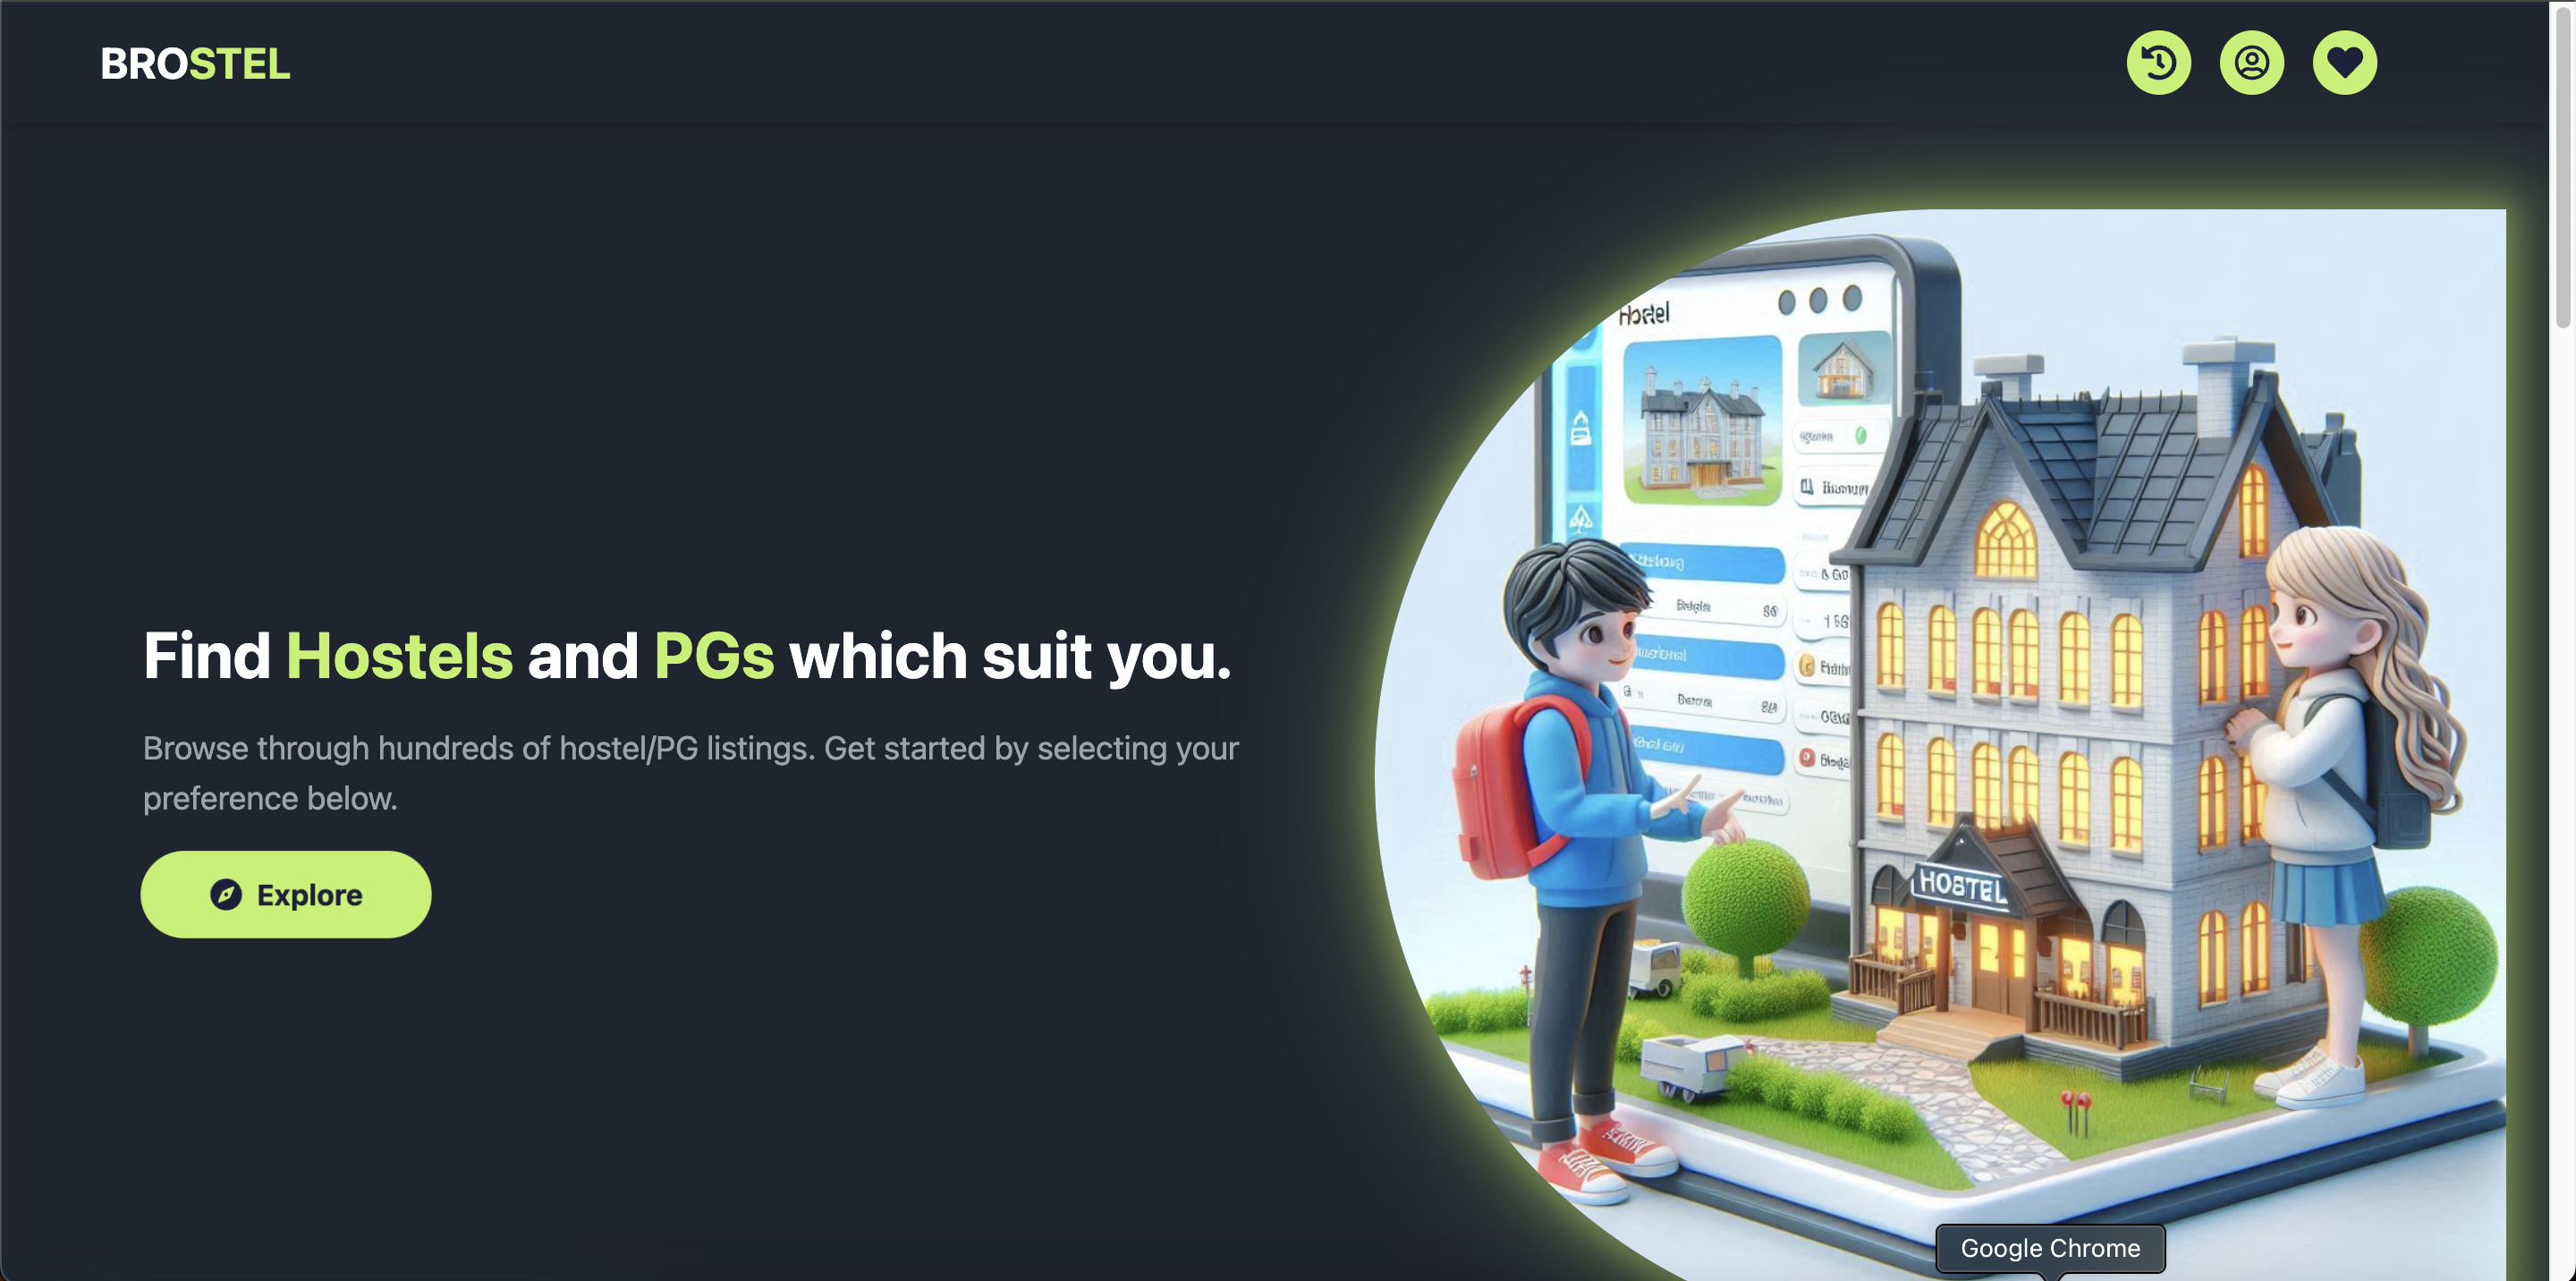 BROSTEL
Hostel
Find Hostels and PGs which suit you.
Browse through hundreds of hostel/PG listings. Get started by selecting your
preference below.
Explore
HOSTEL
Google Chrome